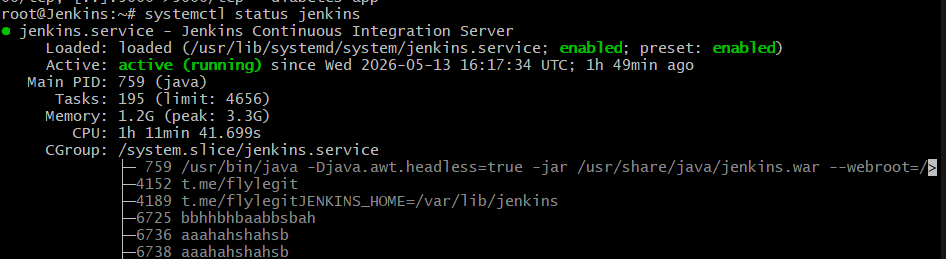 root@Jenkins:~# systemctl status jenkins
● jenkins.service - Jenkins Continuous Integration Server
Loaded: loaded (/usr/lib/systemd/system/jenkins.service; enabled; preset: enabled)
Active: active (running) since Wed 2026-05-13 16:17:34 UTC; 1h 49min ago
Main PID: 759 (java)
Tasks: 195 (limit: 4656)
Memory: 1.2G (peak: 3.3G)
CPU: 1h 11min 41.699s
CGroup: /system.slice/jenkins.service
├─ 759 /usr/bin/java -Djava.awt.headless=true -jar /usr/share/java/jenkins.war --webroot=/>
├─4152 t.me/flylegit
├─4189 t.me/flylegitJENKINS_HOME=/var/lib/jenkins
├─6725 bbhhbhbaabbsbah
├─6736 aaahahshahsb
├─6738 aaahahshahsb